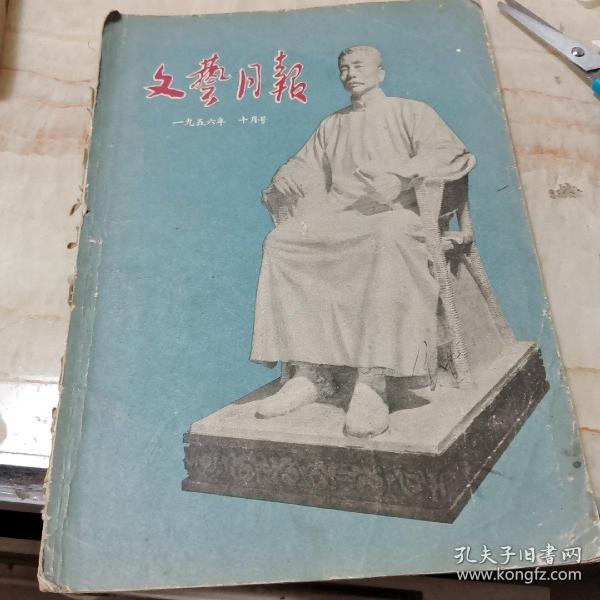 文藝月報
一九五六年 十月号
孔夫子旧書网
www.kongfz.com